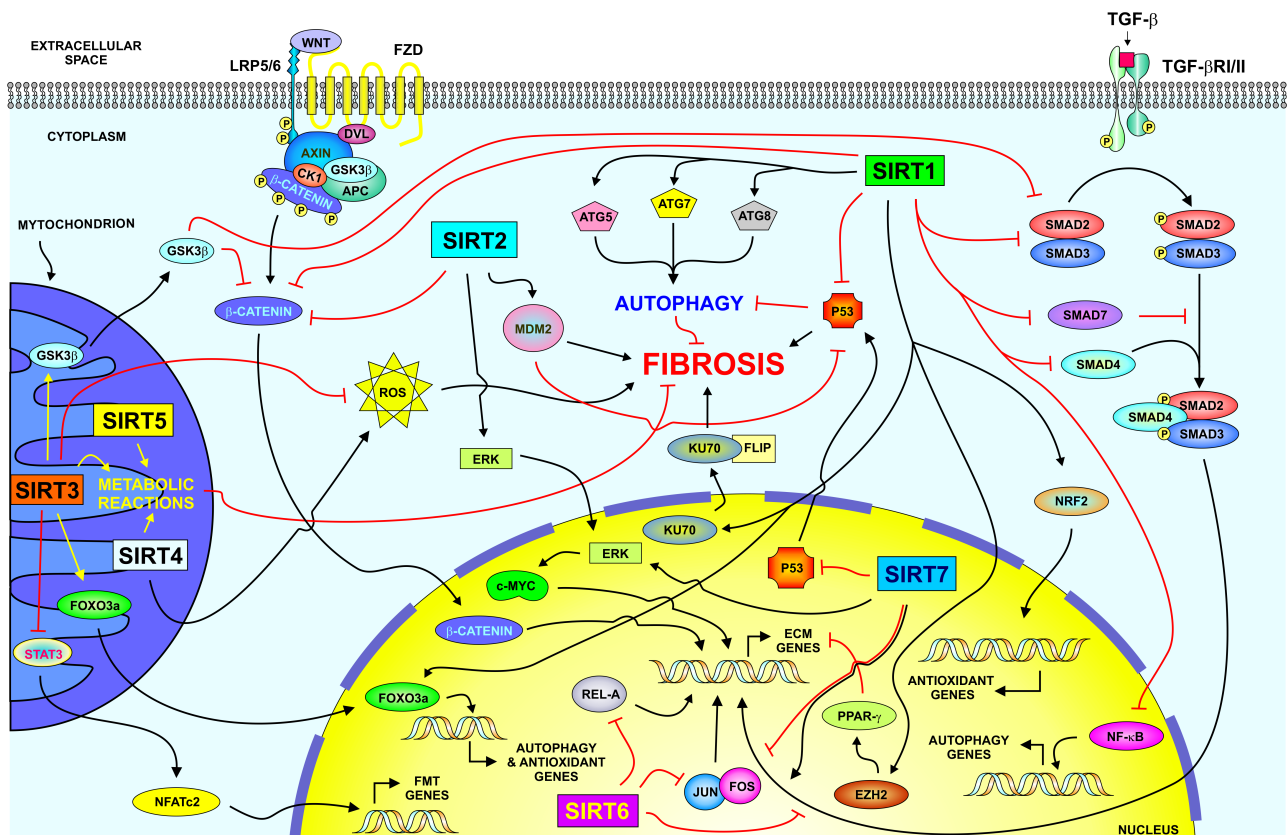 TGF-β
EXTRACELLULAR
SPACE
WNT
FZD
LRP5/6
TGF-βRI/II
CYTOPLASM
P
P
DVL
P
P
AXIN
GSK3β
CK1
APC
β-CATENIN
P
P
P
P
P
SIRT1
ATG5
ATG7
ATG8
MYTOCHONDRION
GSK3β
SIRT2
SMAD2
SMAD3
P
SMAD2
P
SMAD3
β-CATENIN
AUTOPHAGY
P53
SMAD7
MDM2
GSK3β
FIBROSIS
SMAD4
ROS
SIRT5
P
SMAD2
SMAD4
P
SMAD3
KU70
FLIP
ERK
SIRT3
METABOLIC
REACTIONS
NRF2
KU70
SIRT4
ERK
P53
SIRT7
c-MYC
FOXO3a
β-CATENIN
ECM
GENES
STAT3
REL-A
FOXO3a
ANTIOXIDANT
GENES
PPAR-γ
NF-κB
AUTOPHAGY
& ANTIOXIDANT
GENES
AUTOPHAGY
GENES
FMT
GENES
JUN
FOS
EZH2
NFATc2
SIRT6
NUCLEUS